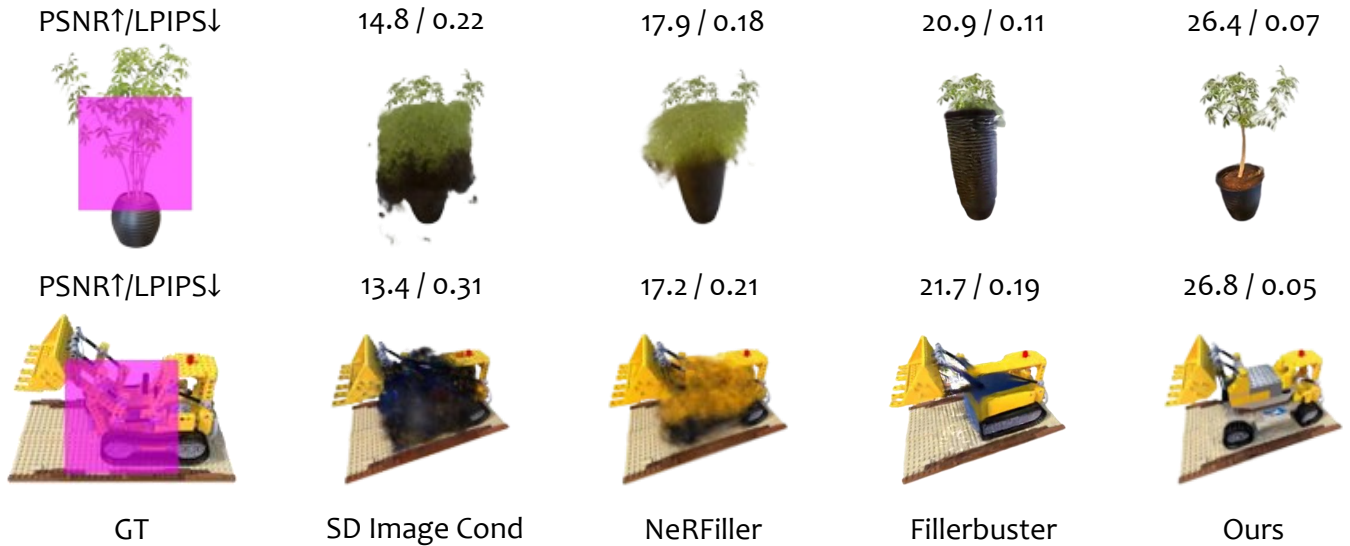 PSNR↑/LPIPS↓ 14.8 / 0.22 17.9 / 0.18 20.9 / 0.11 26.4 / 0.07
PSNR↑/LPIPS↓ 13.4 / 0.31 17.2 / 0.21 21.7 / 0.19 26.8 / 0.05
GT SD Image Cond NeRFiller Fillerbuster Ours